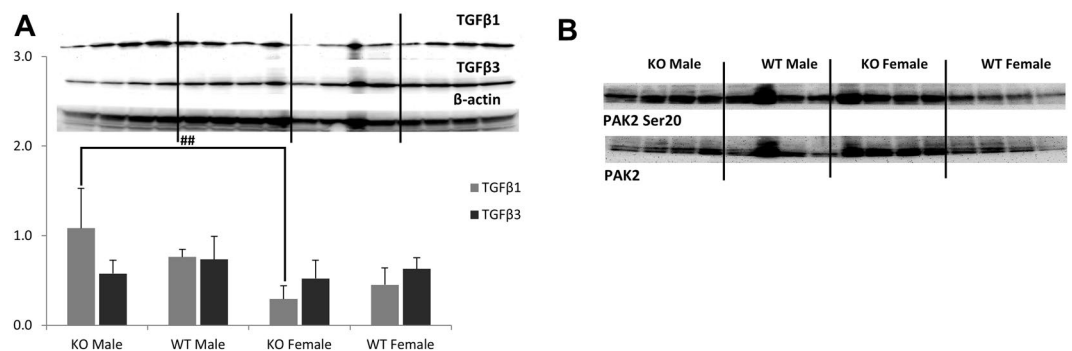 A
TGFβ1
TGFβ3
ß-actin
3.0
2.0
1.0
0.0
##
TGFβ1
TGFβ3
KO Male
WT Male
KO Female
WT Female
B
KO Male
WT Male
KO Female
WT Female
PAK2 Ser20
PAK2